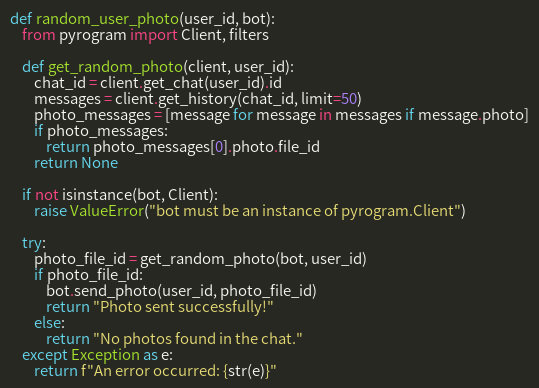 def random_user_photo(user_id, bot):
    from pyrogram import Client, filters

    def get_random_photo(client, user_id):
        chat_id = client.get_chat(user_id).id
        messages = client.get_history(chat_id, limit=50)
        photo_messages = [message for message in messages if message.photo]
        if photo_messages:
            return photo_messages[0].photo.file_id
        return None

    if not isinstance(bot, Client):
        raise ValueError("bot must be an instance of pyrogram.Client")

    try:
        photo_file_id = get_random_photo(bot, user_id)
        if photo_file_id:
            bot.send_photo(user_id, photo_file_id)
            return "Photo sent successfully!"
        else:
            return "No photos found in the chat."
    except Exception as e:
        return f"An error occurred: {str(e)}"